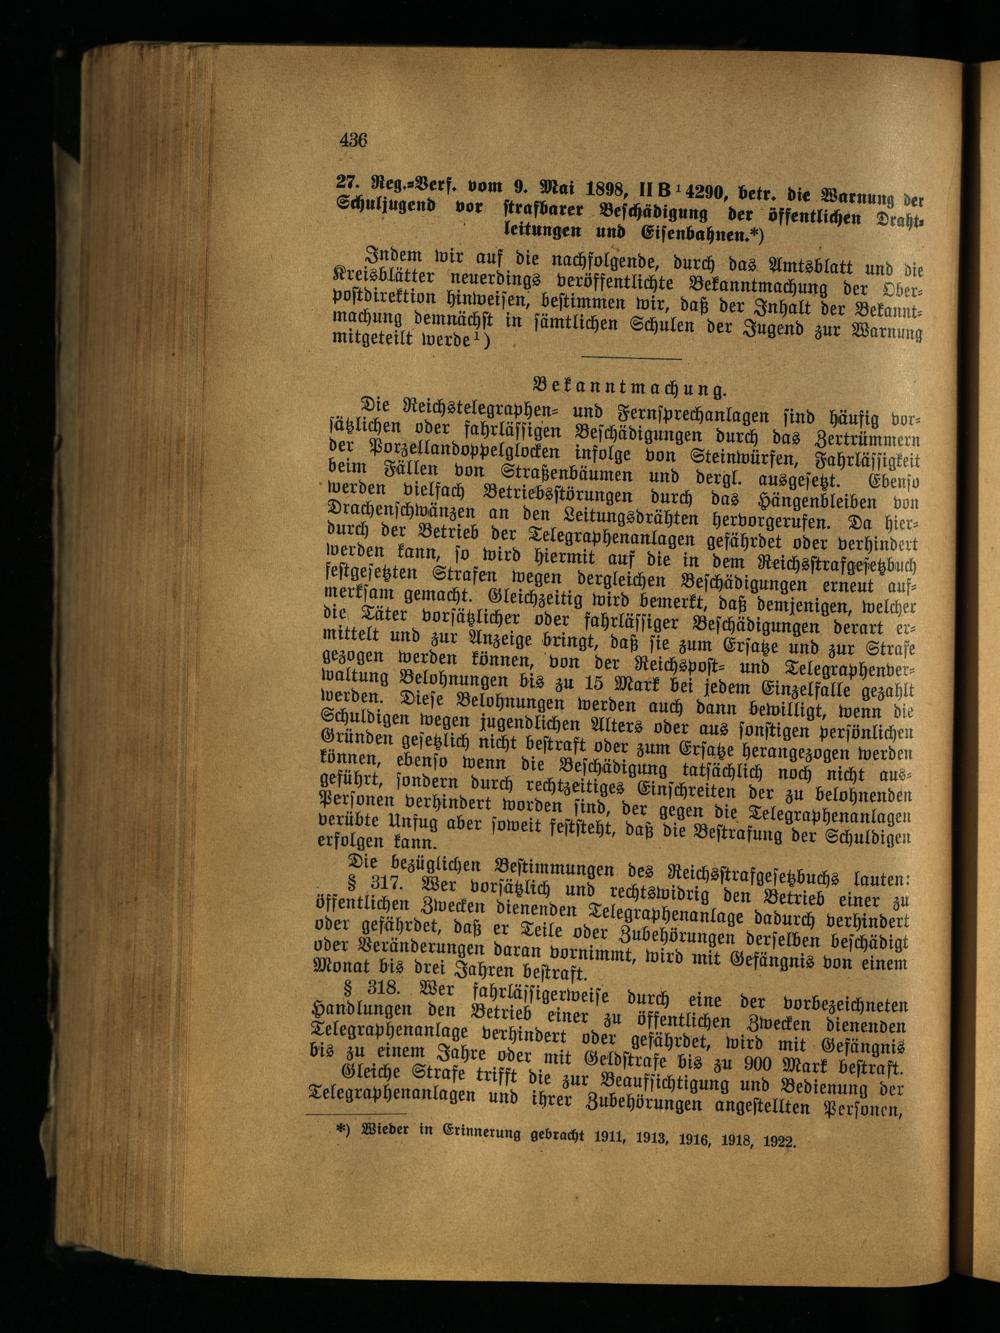 436
27. Reg.=Verf. vom 9. Mai 1898, II B¹ 4290, betr. die Warnung der
Schuljugend vor strafbarer Beschädigung der öffentlichen Draht=
leitungen und Eisenbahnen.*)
Indem wir auf die nachfolgende, durch das Amtsblatt und die
Kreisblätter neuerdings veröffentlichte Bekanntmachung der Ober=
postdirektion hinweisen, bestimmen wir, daß der Inhalt der Bekannt=
machung demnächst in sämtlichen Schulen der Jugend zur Warnung
mitgeteilt werde¹)
Bekanntmachung.
Die Reichstelegraphen= und Fernsprechanlagen sind häufig vor=
sätzlichen oder fahrlässigen Beschädigungen durch das Zertrümmern
der Porzellandoppelglocken infolge von Steinwürfen, Fahrlässigkeit
beim Fällen von Straßenbäumen und dergl. ausgesetzt. Ebenso
werden vielfach Betriebsstörungen durch das Hängenbleiben von
Drachenschwänzen an den Leitungsdrähten hervorgerufen. Da hier=
durch der Betrieb der Telegraphenanlagen gefährdet oder verhindert
werden kann, so wird hiermit auf die in dem Reichsstrafgesetzbuch
festgesetzten Strafen wegen dergleichen Beschädigungen erneut auf=
merksam gemacht. Gleichzeitig wird bemerkt, daß demjenigen, welcher
die Täter vorsätzlicher oder fahrlässiger Beschädigungen derart er=
mittelt und zur Anzeige bringt, daß sie zum Ersatze und zur Strafe
gezogen werden können, von der Reichspost= und Telegraphenver=
waltung Belohnungen bis zu 15 Mark bei jedem Einzelfalle gezahlt
werden. Diese Belohnungen werden auch dann bewilligt, wenn die
Schuldigen wegen jugendlichen Alters oder aus sonstigen persönlichen
Gründen gesetzlich nicht bestraft oder zum Ersatze herangezogen werden
können, ebenso wenn die Beschädigung tatsächlich noch nicht aus=
geführt, sondern durch rechtzeitiges Einschreiten der zu belohnenden
Personen verhindert worden sind, der gegen die Telegraphenanlagen
verübte Unfug aber soweit feststeht, daß die Bestrafung der Schuldigen
erfolgen kann.
Die bezüglichen Bestimmungen des Reichsstrafgesetzbuchs lauten:
§ 317. Wer vorsätzlich und rechtswidrig den Betrieb einer zu
öffentlichen Zwecken dienenden Telegraphenanlage dadurch verhindert
oder gefährdet, daß er Teile oder Zubehörungen derselben beschädigt
oder Veränderungen daran vornimmt, wird mit Gefängnis von einem
Monat bis drei Jahren bestraft.
§ 318. Wer fahrlässigerweise durch eine der vorbezeichneten
Handlungen den Betrieb einer zu öffentlichen Zwecken dienenden
Telegraphenanlage verhindert oder gefährdet, wird mit Gefängnis
bis zu einem Jahre oder mit Geldstrafe bis zu 900 Mark bestraft.
Gleiche Strafe trifft die zur Beaufsichtigung und Bedienung der
Telegraphenanlagen und ihrer Zubehörungen angestellten Personen,
*) Wieder in Erinnerung gebracht 1911, 1913, 1916, 1918, 1922.